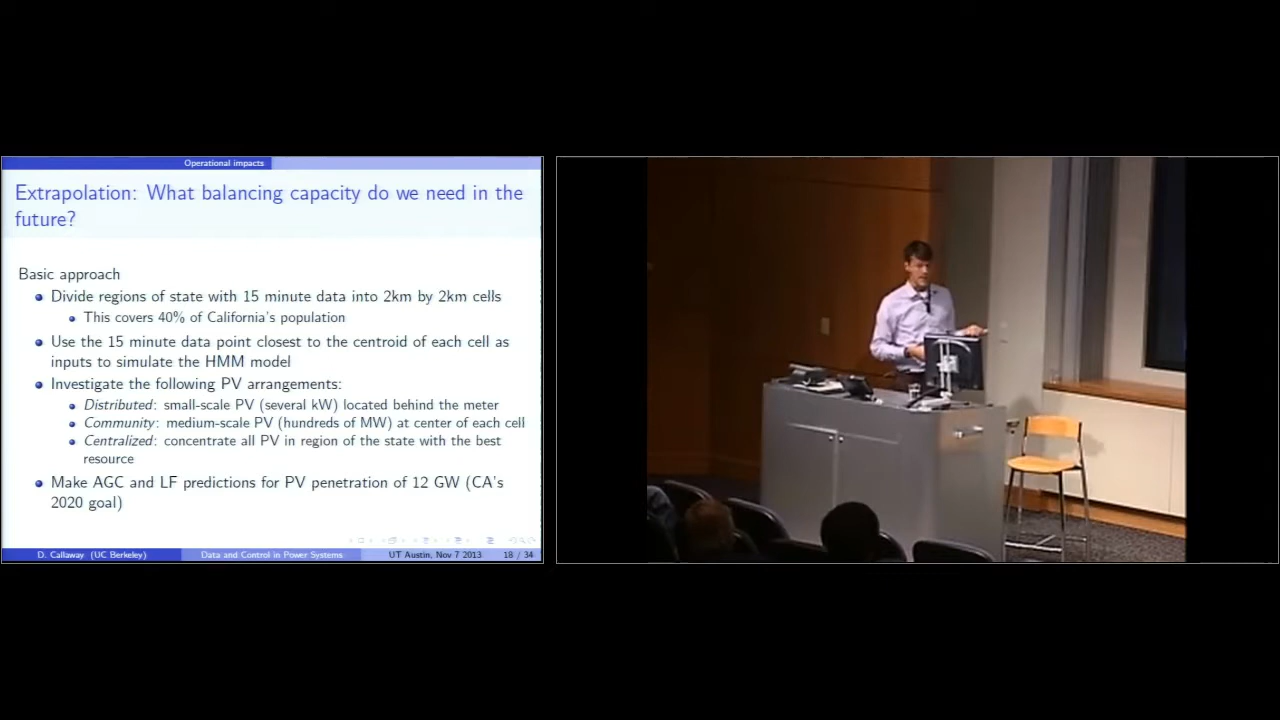 Operational impacts
Extrapolation: What balancing capacity do we need in the
future?
Basic approach
Divide regions of state with 15 minute data into 2km by 2km cells
This covers 40% of California's population
Use the 15 minute data point closest to the centroid of each cell as
inputs to simulate the HMM model
Investigate the following PV arrangements:
Distributed: small-scale PV (several kW) located behind the meter
Community: medium-scale PV (hundreds of MW) at center of each cell
Centralized: concentrate all PV in region of the state with the best
resource
Make AGC and LF predictions for PV penetration of 12 GW (CA's
2020 goal)
D. Callaway (UC Berkeley) Data and Control in Power Systems UT Austin, Nov 7 2013 18 / 34